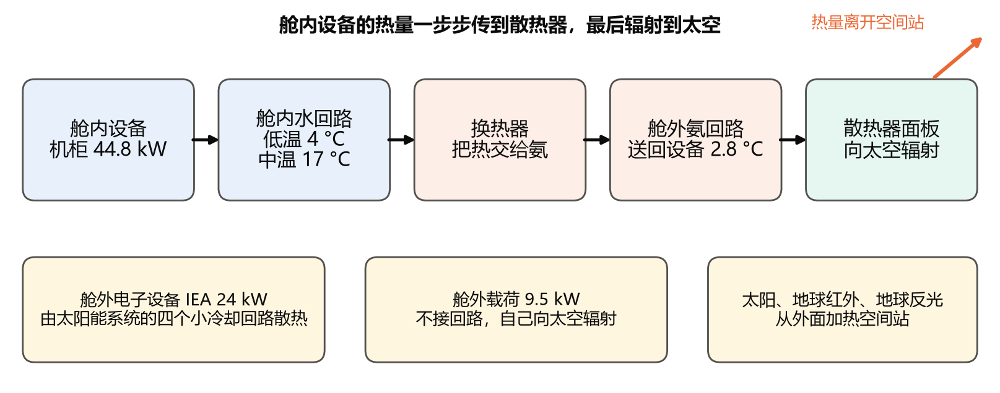 舱内设备的热量一步步传到散热器，最后辐射到太空
热量离开空间站
舱内设备
机柜 44.8 kW
舱内水回路
低温 4 °C
中温 17 °C
换热器
把热交给氨
舱外氨回路
送回设备 2.8 °C
散热器面板
向太空辐射
舱外电子设备 IEA 24 kW
由太阳能系统的四个小冷却回路散热
舱外载荷 9.5 kW
不接回路，自己向太空辐射
太阳、地球红外、地球反光
从外面加热空间站